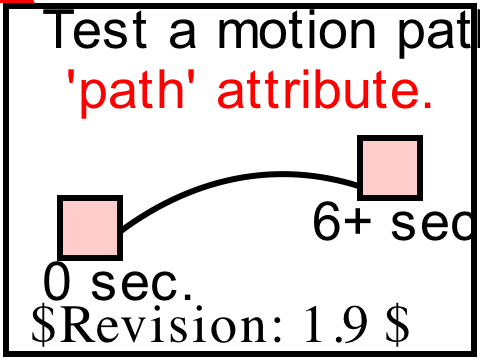 Test a motion pat
'path' attribute.
6+ sec
0 sec.
$Revision: 1.9 $